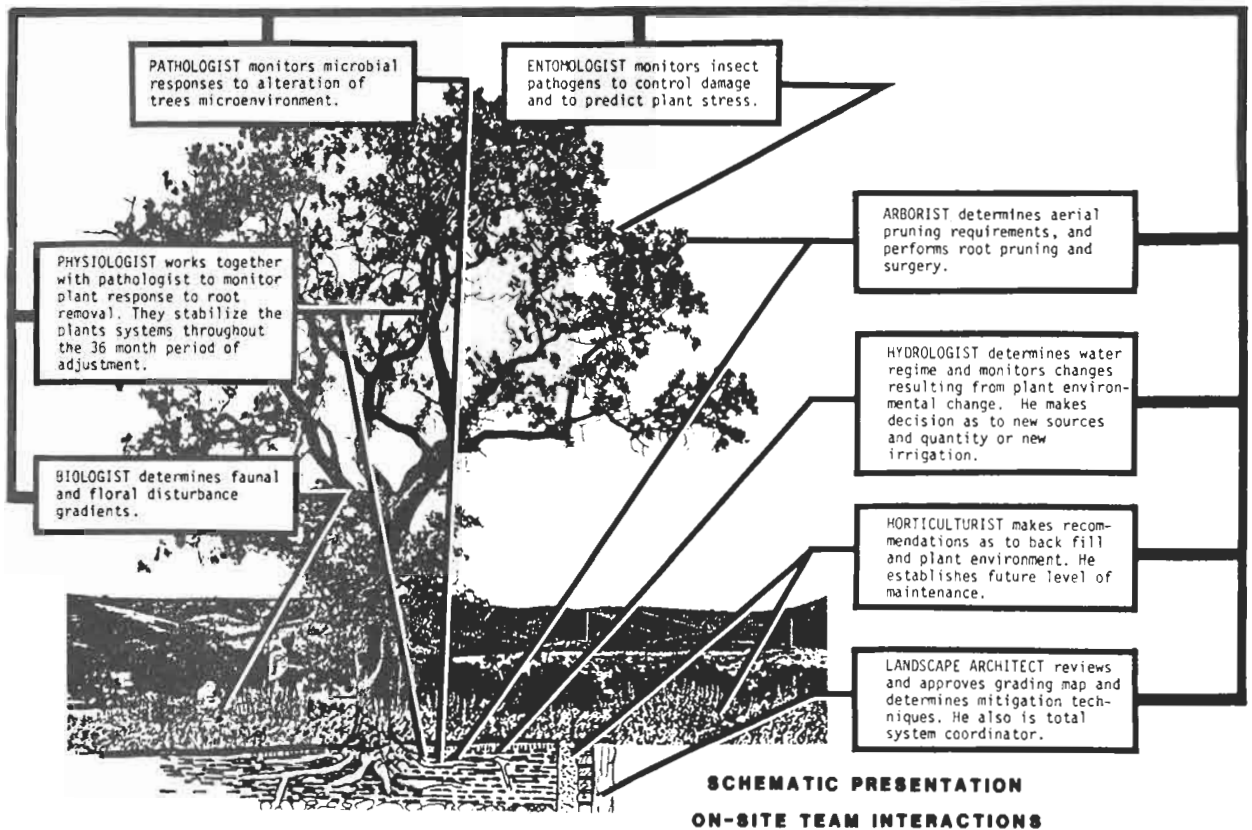 PATHOLOGIST monitors microbial
responses to alteration of
trees microenvironment.
ENTOMOLOGIST monitors insect
pathogens to control damage
and to predict plant stress.
PHYSIOLOGIST works together
with pathologist to monitor
plant response to root
removal. They stabilize the
plants systems throughout
the 36 month period of
adjustment.
BIOLOGIST determines faunal
and floral disturbance
gradients.
ARBORIST determines aerial
pruning requirements, and
performs root pruning and
surgery.
HYDROLOGIST determines water
regime and monitors changes
resulting from plant environ-
mental change. He makes
decision as to new sources
and quantity or new
irrigation.
HORTICULTURIST makes recom-
mendations as to back fill
and plant environment. He
establishes future level of
maintenance.
LANDSCAPE ARCHITECT reviews
and approves grading map and
determines mitigation tech-
niques. He also is total
system coordinator.
SCHEMATIC PRESENTATION
ON-SITE TEAM INTERACTIONS